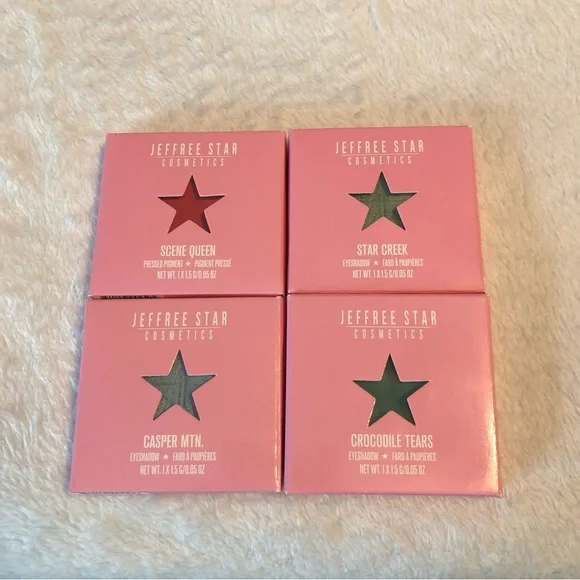 JEFFREE STAR
COSMETICS
SCENE QUEEN
PRESSED PIGMENT ★ PIGMENT PRESSÉ
NET WT. 1 X 1.5 G/0.05 OZ
JEFFREE STAR
COSMETICS
STAR CREEK
EYESHADOW ★ FARD À PAUPIÈRES
NET WT. 1 X 1.5 G/0.05 OZ
JEFFREE STAR
COSMETICS
CASPER MTN.
EYESHADOW ★ FARD À PAUPIÈRES
NET WT. 1 X 1.5 G/0.05 OZ
JEFFREE STAR
COSMETICS
CROCODILE TEARS
EYESHADOW ★ FARD À PAUPIÈRES
NET WT. 1 X 1.5 G/0.05 OZ